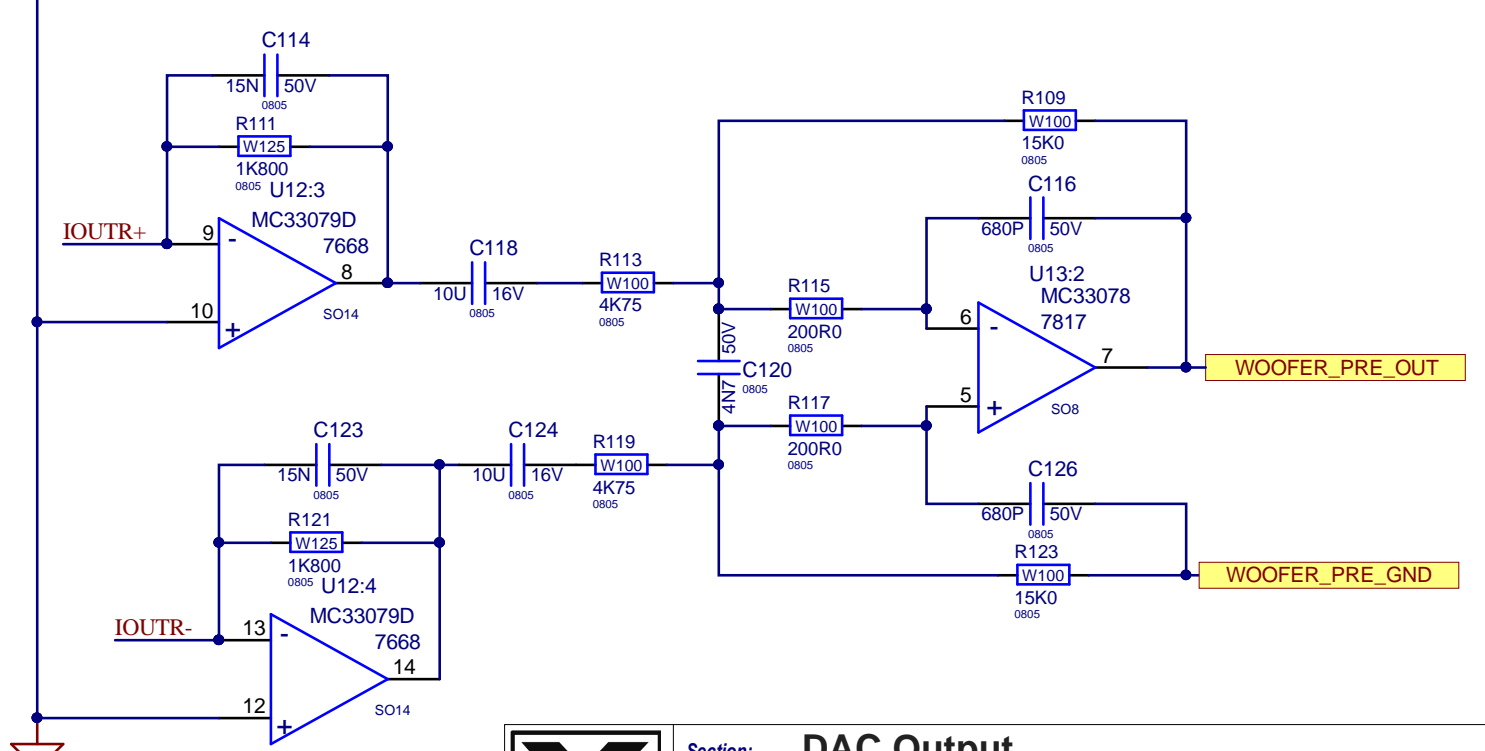 C114
15N 50V
0805
R111
W125
1K800
0805 U12:3
MC33079D
7668
IOUTR+
9
-
8
10
+
SO14
C118
10U 16V
0805
R113
W100
4K75
0805
R109
W100
15K0
0805
C116
680P 50V
0805
R115
W100
200R0
0805
U13:2
MC33078
7817
6
-
7
5
+
SO8
WOOFER_PRE_OUT
50V
C120
0805
4N7
R117
W100
200R0
0805
C123
15N 50V
0805
C124
10U 16V
0805
R119
W100
4K75
0805
C126
680P 50V
0805
R121
W125
1K800
0805 U12:4
MC33079D
7668
R123
W100
15K0
0805
WOOFER_PRE_GND
IOUTR-
13
-
14
12
+
SO14
Section: DAC Output